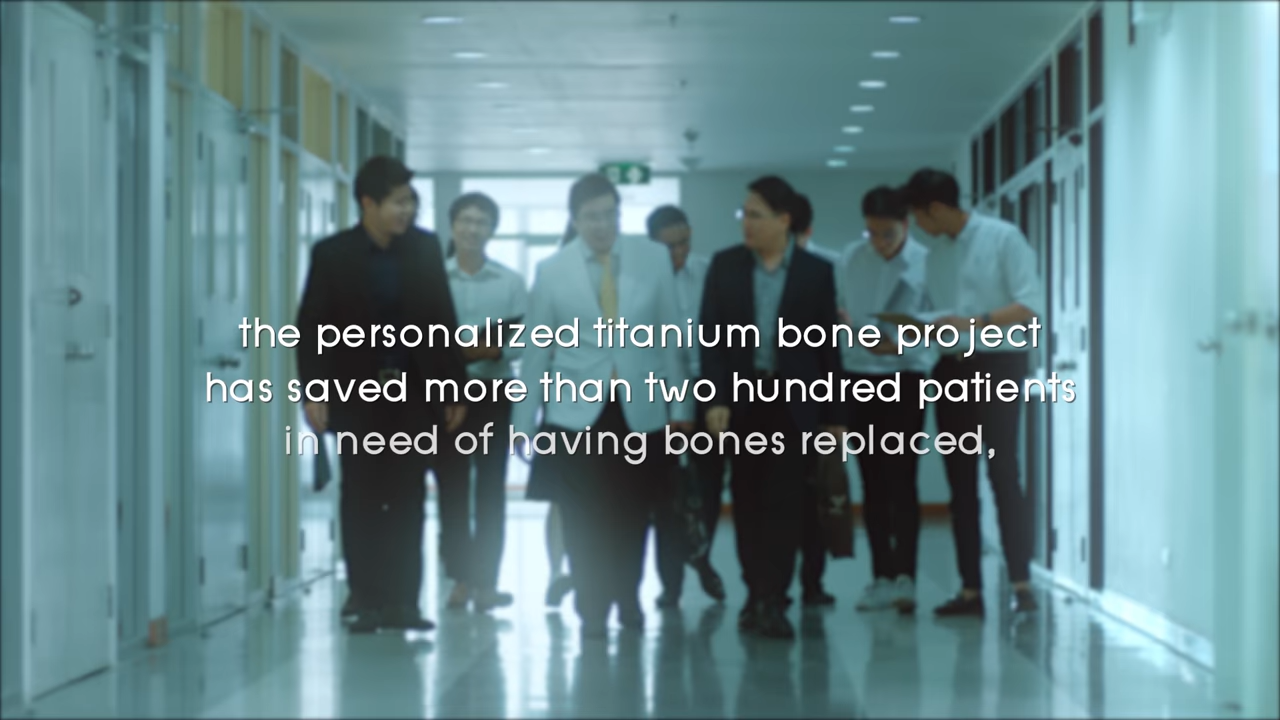 the personalized titanium bone project
has saved more than two hundred patients
in need of having bones replaced,